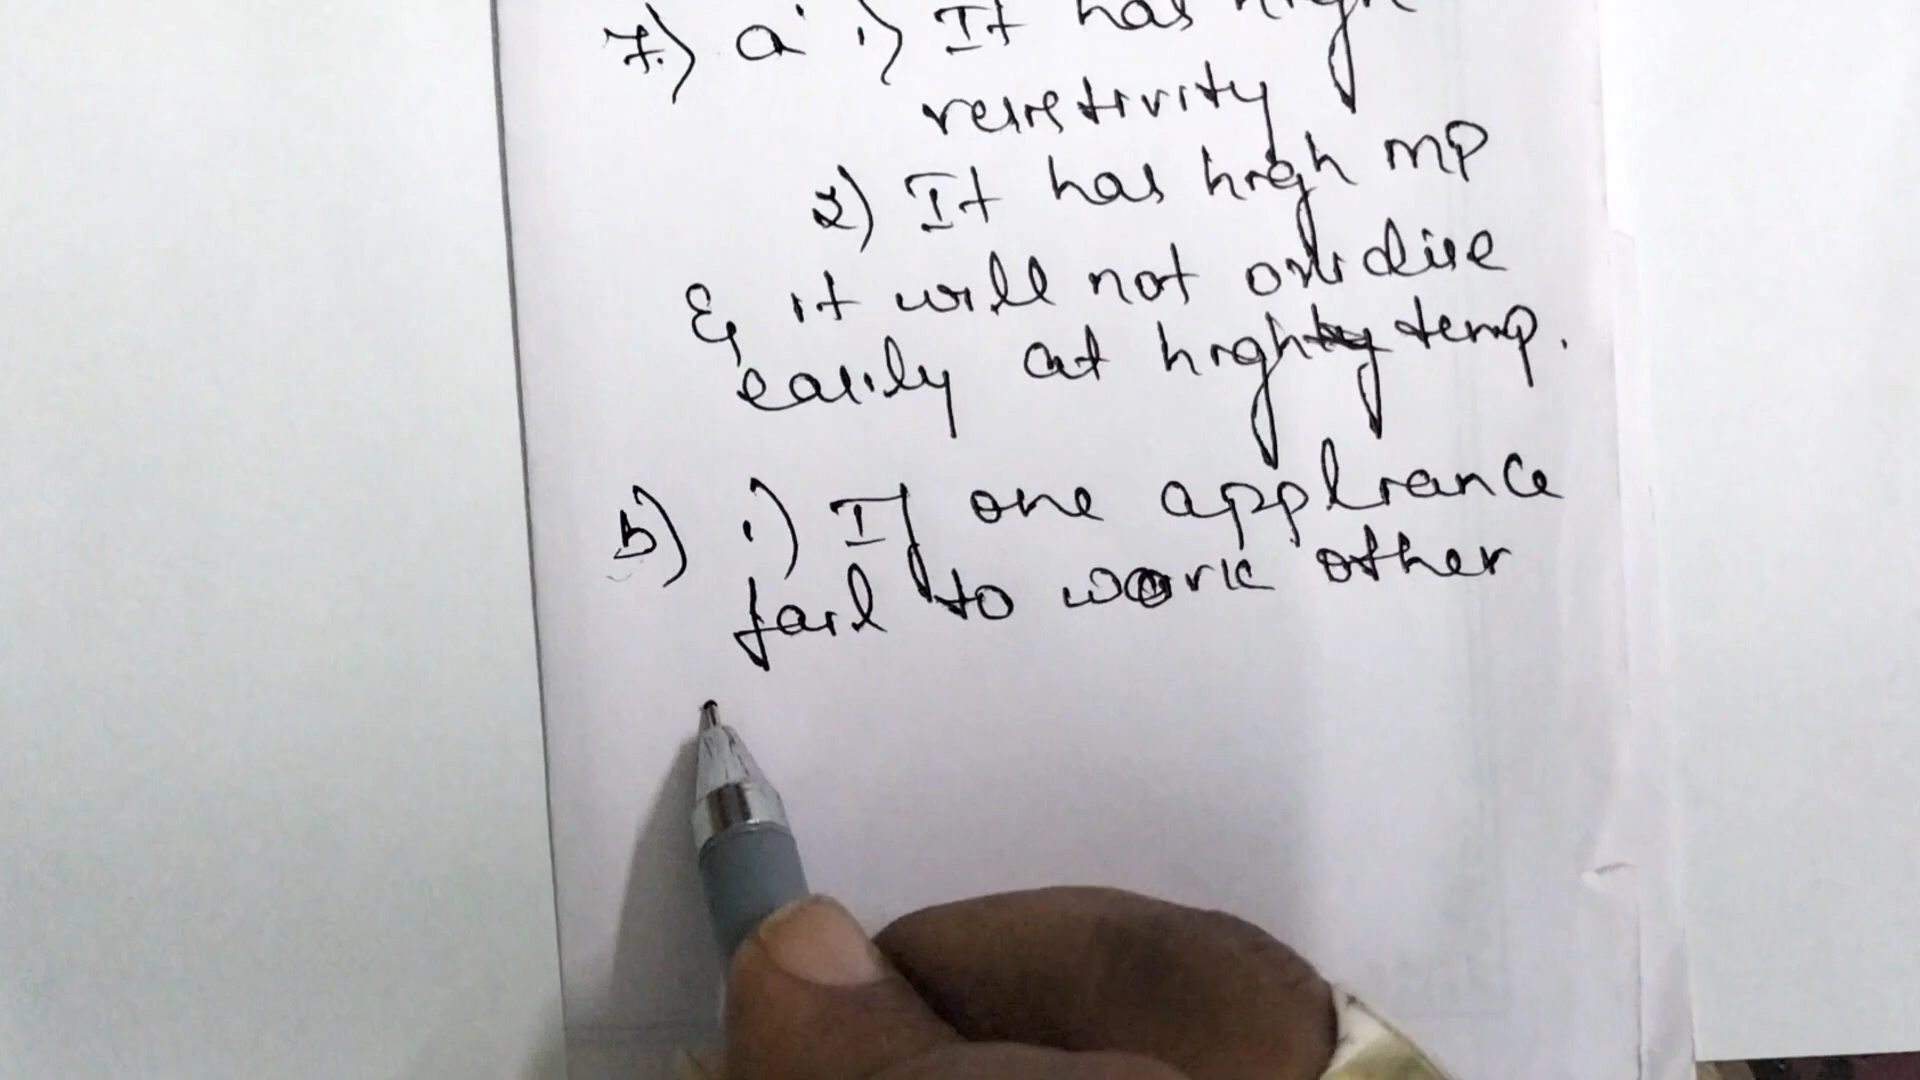 7.) a i) It has high
resistivity
2) It has high mp
& it will not oxidise
easily at high temp.
b) i) If one appliance
fail to work other